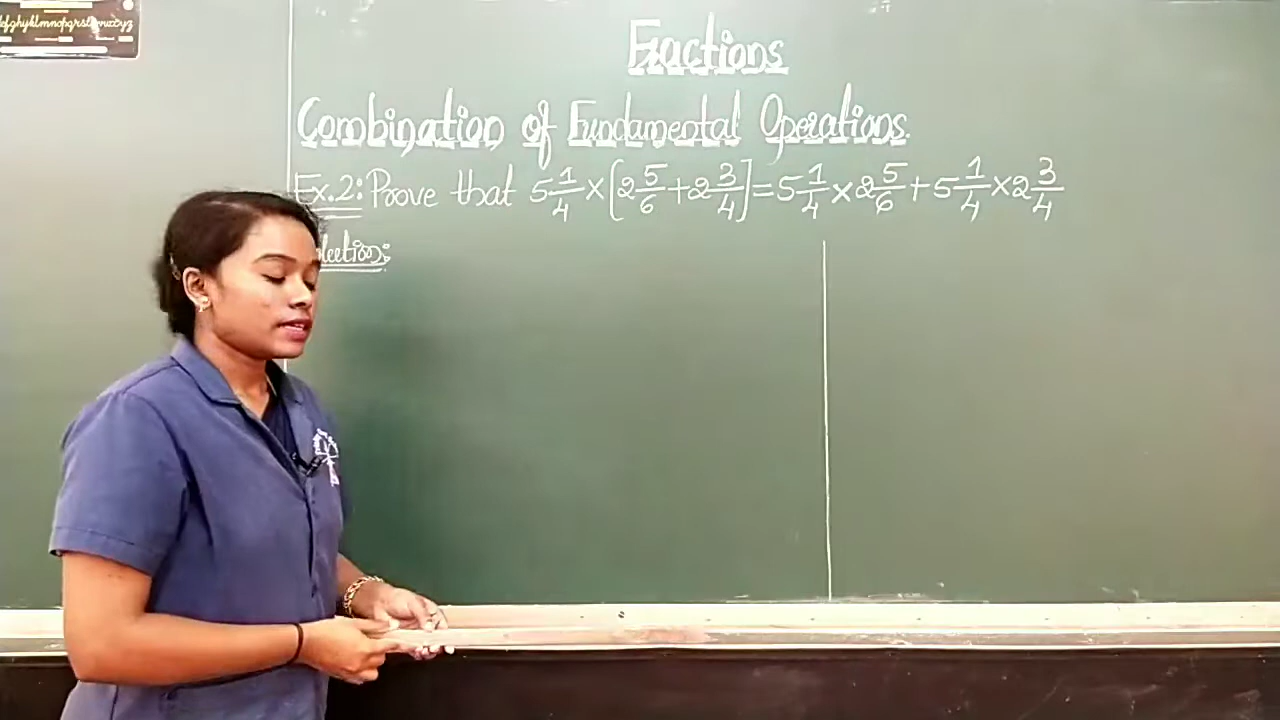 fghyklmnopqrstuvwxyz
Fractions
Combination of Fundamental Operations.
Ex.2: Prove that 5 1/4 × [2 5/6 + 2 3/4] = 5 1/4 × 2 5/6 + 5 1/4 × 2 3/4